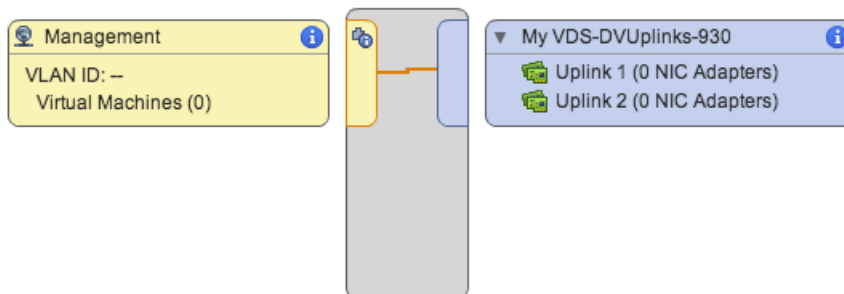 Management
VLAN ID: --
Virtual Machines (0)
My VDS-DVUplinks-930
Uplink 1 (0 NIC Adapters)
Uplink 2 (0 NIC Adapters)